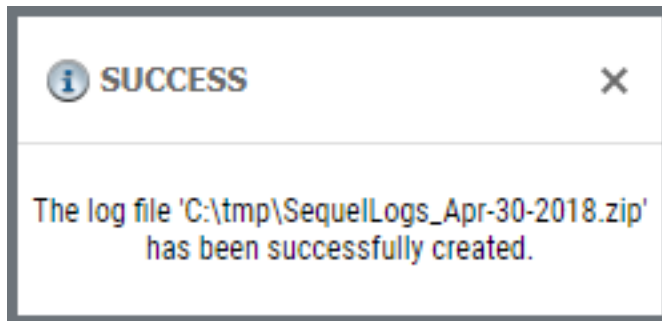 SUCCESS
The log file 'C:\tmp\SequelLogs_Apr-30-2018.zip'
has been successfully created.